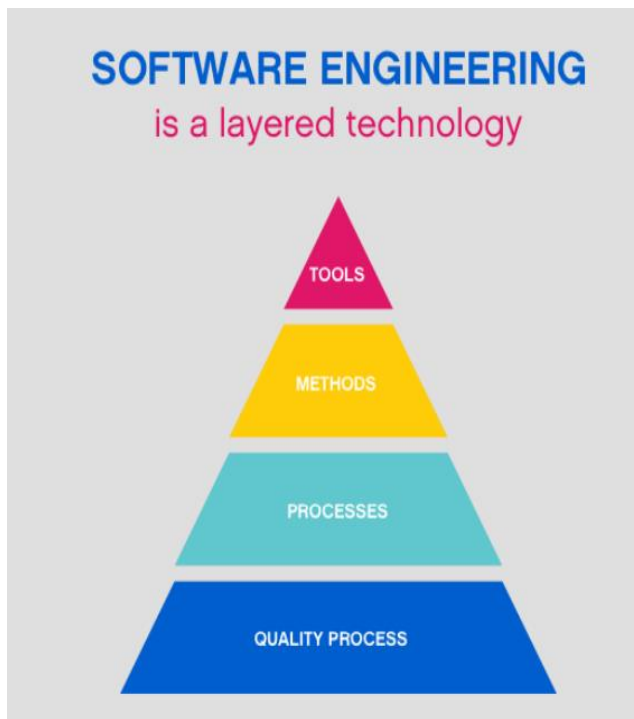 SOFTWARE ENGINEERING
is a layered technology
TOOLS
METHODS
PROCESSES
QUALITY PROCESS